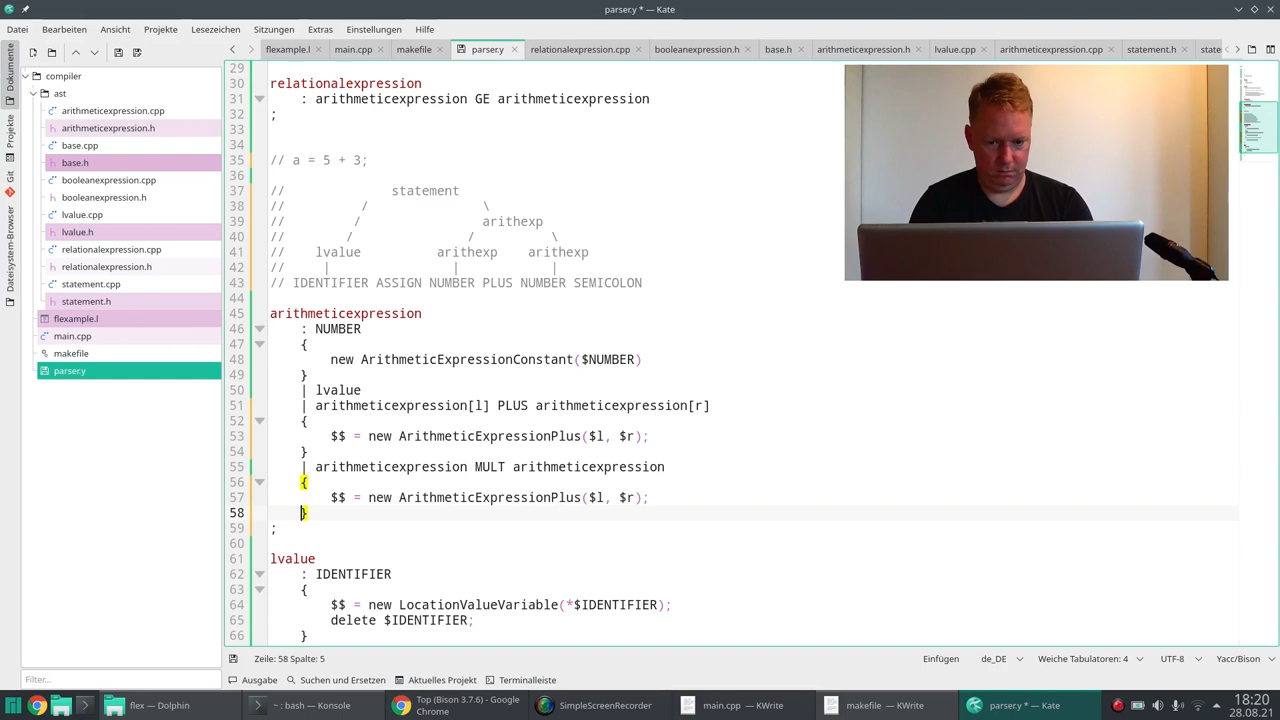 parser.y * — Kate
Datei Bearbeiten Ansicht Projekte Lesezeichen Sitzungen Extras Einstellungen Hilfe
flexample.l main.cpp makefile parser.y relationalexpression.cpp booleanexpression.h base.h arithmeticexpression.h lvalue.cpp arithmeticexpression.cpp statement.h state
Dokumente
Projekte
Git
Dateisystem-Browser
compiler
ast
arithmeticexpression.cpp
arithmeticexpression.h
base.cpp
base.h
booleanexpression.cpp
booleanexpression.h
lvalue.cpp
lvalue.h
relationalexpression.cpp
relationalexpression.h
statement.cpp
statement.h
flexample.l
main.cpp
makefile
parser.y
Filter...
29
30 relationalexpression
31 : arithmeticexpression GE arithmeticexpression
32 ;
33
34
35 // a = 5 + 3;
36
37 // statement
38 // / \
39 // / arithexp
40 // / / \
41 // lvalue arithexp arithexp
42 // | | |
43 // IDENTIFIER ASSIGN NUMBER PLUS NUMBER SEMICOLON
44
45 arithmeticexpression
46 : NUMBER
47 {
48 new ArithmeticExpressionConstant($NUMBER)
49 }
50 | lvalue
51 | arithmeticexpression[l] PLUS arithmeticexpression[r]
52 {
53 $$ = new ArithmeticExpressionPlus($l, $r);
54 }
55 | arithmeticexpression MULT arithmeticexpression
56 {
57 $$ = new ArithmeticExpressionPlus($l, $r);
58 }
59 ;
60
61 lvalue
62 : IDENTIFIER
63 {
64 $$ = new LocationValueVariable(*$IDENTIFIER);
65 delete $IDENTIFIER;
66 }
Zeile: 58 Spalte: 5 Einfügen de_DE Weiche Tabulatoren: 4 UTF-8 Yacc/Bison
Ausgabe Suchen und Ersetzen Aktuelles Projekt Terminalleiste
flex — Dolphin ~ : bash — Konsole Top (Bison 3.7.6) - Google Chrome SimpleScreenRecorder main.cpp — KWrite makefile — KWrite parser.y * — Kate 18:20
28.08.21